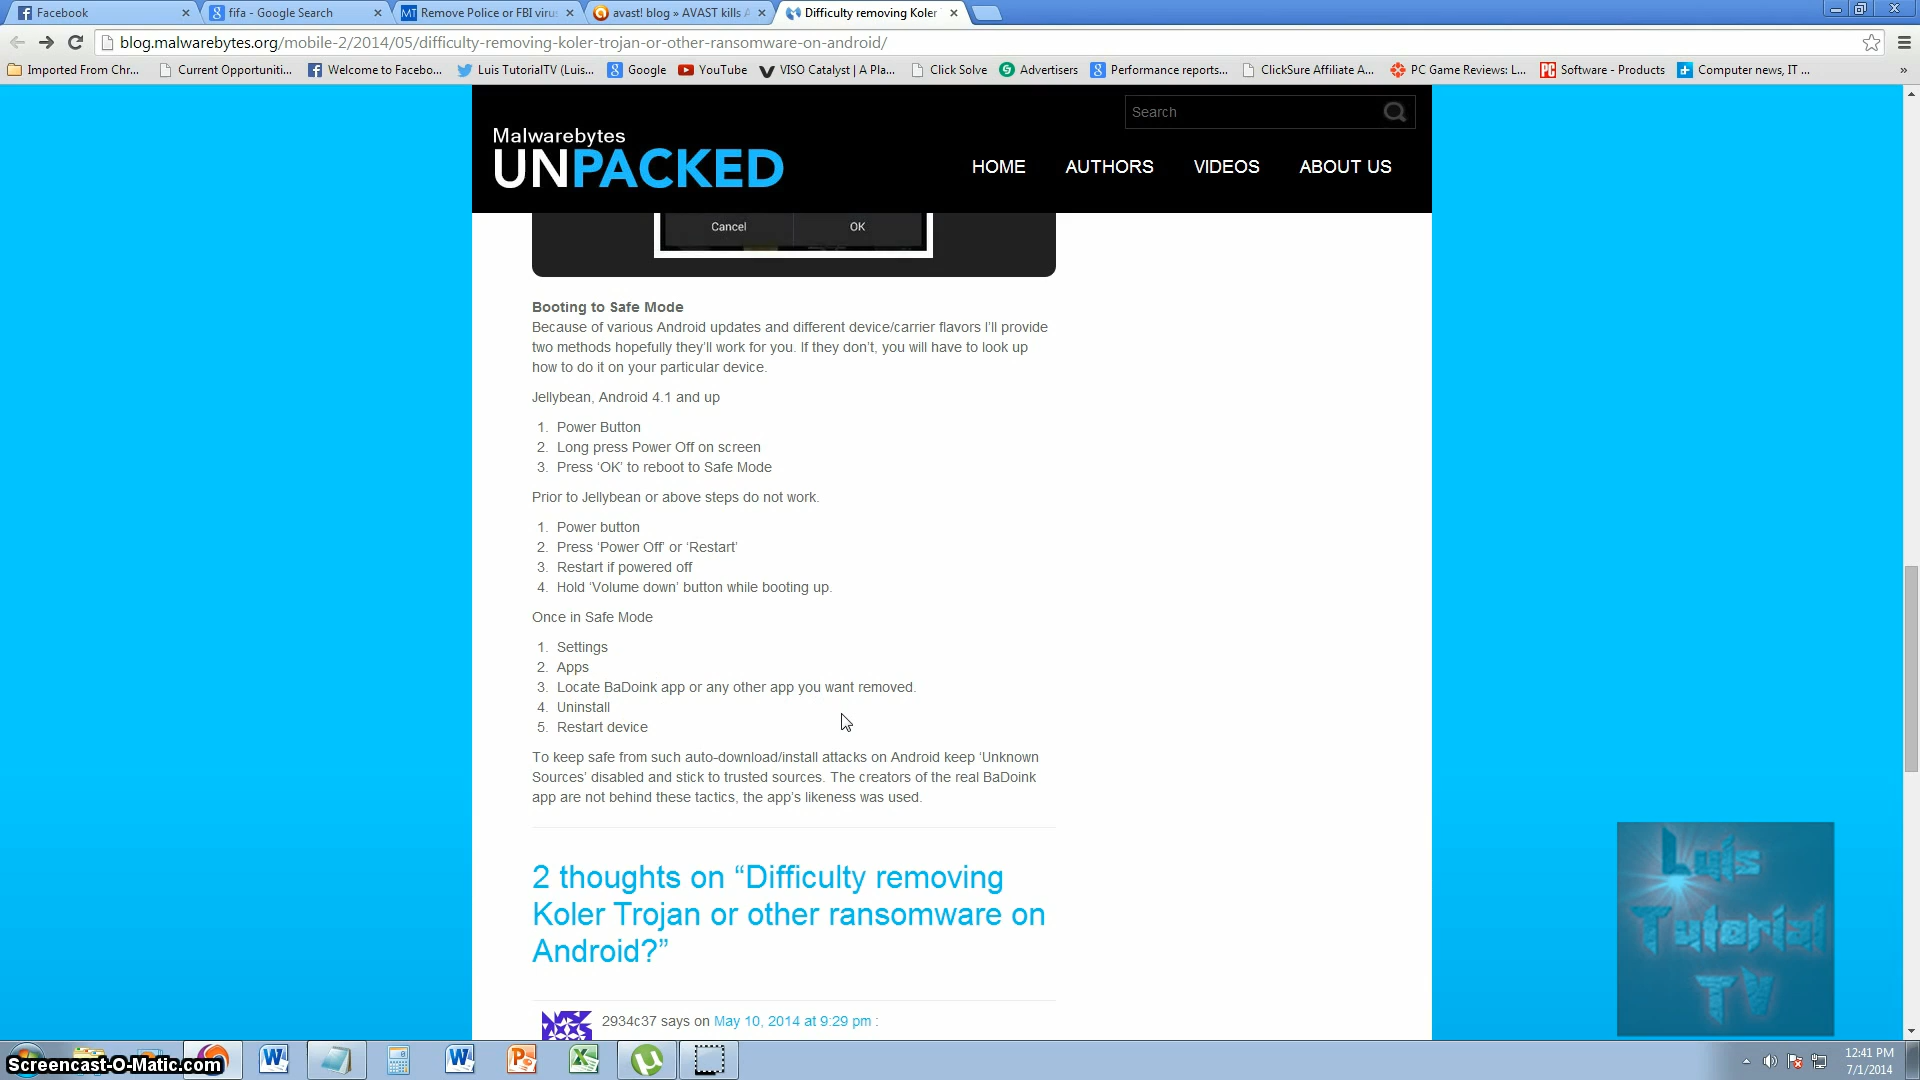 Facebook
fifa - Google Search
MT Remove Police or FBI viru
avast! blog » AVAST kills A
Difficulty removing Koler
blog.malwarebytes.org/mobile-2/2014/05/difficulty-removing-koler-trojan-or-other-ransomware-on-android/
Imported From Chr... Current Opportuniti... Welcome to Facebo... Luis TutorialTV (Luis... Google YouTube VISO Catalyst | A Pla... Click Solve Advertisers Performance reports... ClickSure Affiliate A... PC Game Reviews: L... Software - Products Computer news, IT ... »
Search
Malwarebytes
UNPACKED
HOME AUTHORS VIDEOS ABOUT US
Cancel OK
Booting to Safe Mode
Because of various Android updates and different device/carrier flavors I’ll provide
two methods hopefully they’ll work for you. If they don’t, you will have to look up
how to do it on your particular device.
Jellybean, Android 4.1 and up
1. Power Button
2. Long press Power Off on screen
3. Press ‘OK’ to reboot to Safe Mode
Prior to Jellybean or above steps do not work.
1. Power button
2. Press ‘Power Off’ or ‘Restart’
3. Restart if powered off
4. Hold ‘Volume down’ button while booting up.
Once in Safe Mode
1. Settings
2. Apps
3. Locate BaDoink app or any other app you want removed.
4. Uninstall
5. Restart device
To keep safe from such auto-download/install attacks on Android keep ‘Unknown
Sources’ disabled and stick to trusted sources. The creators of the real BaDoink
app are not behind these tactics, the app’s likeness was used.
2 thoughts on “Difficulty removing
Koler Trojan or other ransomware on
Android?”
2934c37 says on May 10, 2014 at 9:29 pm :
Luis
Tutorial
TV
Screencast-O-Matic.com
12:41 PM
7/1/2014